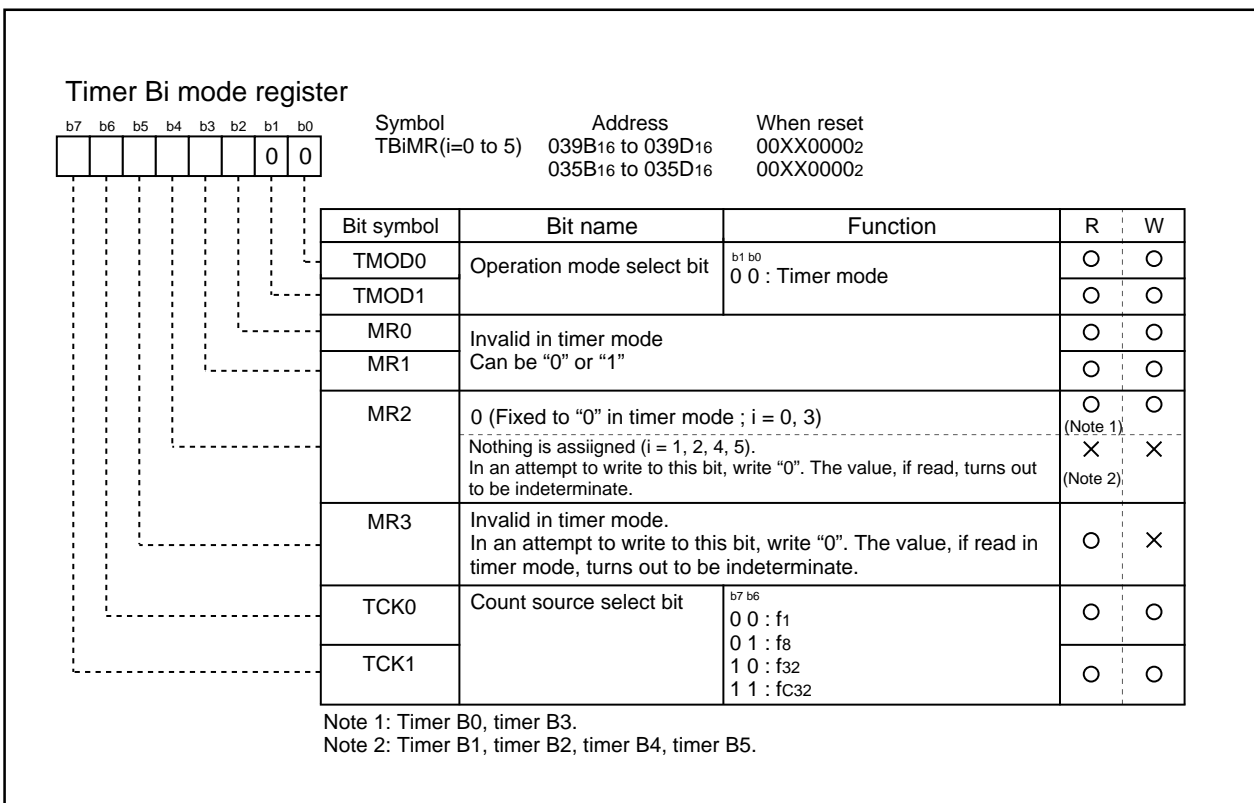 Timer Bi mode register
b7 b6 b5 b4 b3 b2 b1 b0
0 0
Symbol Address When reset
TBiMR(i=0 to 5) 039B16 to 039D16 00XX00002
035B16 to 035D16 00XX00002
Bit symbol Bit name Function R W
TMOD0 Operation mode select bit b1 b0
0 0 : Timer mode
TMOD1
MR0 Invalid in timer mode
MR1 Can be “0” or “1”
MR2 0 (Fixed to “0” in timer mode ; i = 0, 3)
(Note 1)
Nothing is assiigned (i = 1, 2, 4, 5).
In an attempt to write to this bit, write “0”. The value, if read, turns out
to be indeterminate.
(Note 2)
MR3 Invalid in timer mode.
In an attempt to write to this bit, write “0”. The value, if read in
timer mode, turns out to be indeterminate.
TCK0 Count source select bit b7 b6
0 0 : f1
0 1 : f8
TCK1 1 0 : f32
1 1 : fC32
Note 1: Timer B0, timer B3.
Note 2: Timer B1, timer B2, timer B4, timer B5.